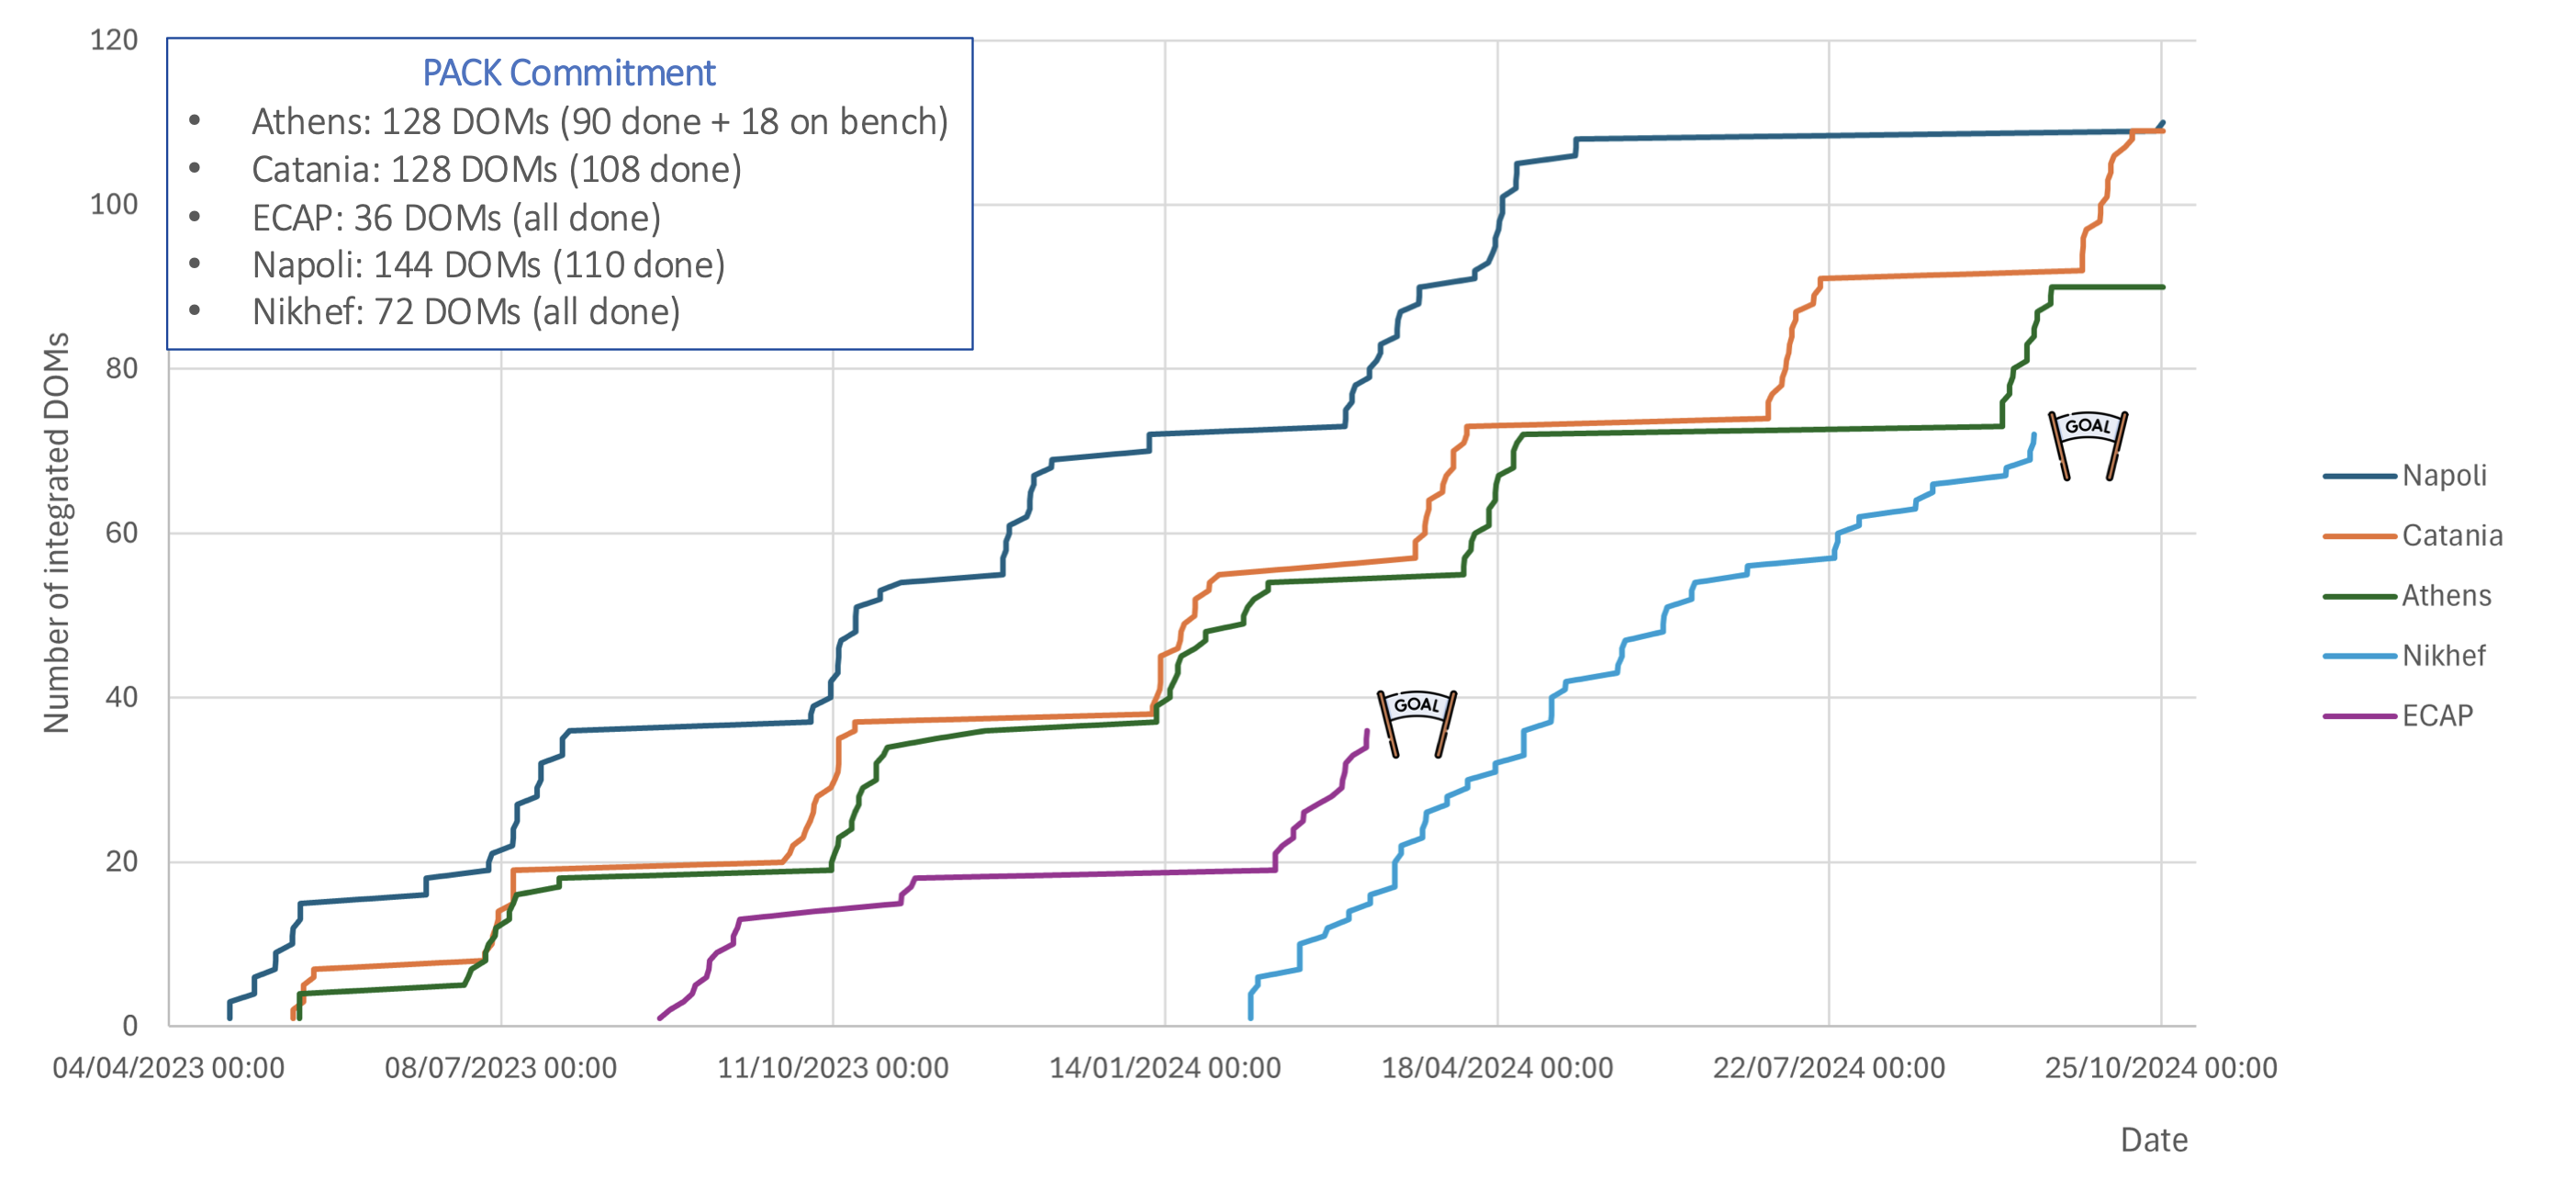 PACK Commitment
• Athens: 128 DOMs (90 done + 18 on bench)
• Catania: 128 DOMs (108 done)
• ECAP: 36 DOMs (all done)
• Napoli: 144 DOMs (110 done)
• Nikhef: 72 DOMs (all done)
Number of integrated DOMs
120
100
80
60
40
20
0
GOAL
GOAL
Napoli
Catania
Athens
Nikhef
ECAP
04/04/2023 00:00
08/07/2023 00:00
11/10/2023 00:00
14/01/2024 00:00
18/04/2024 00:00
22/07/2024 00:00
25/10/2024 00:00
Date